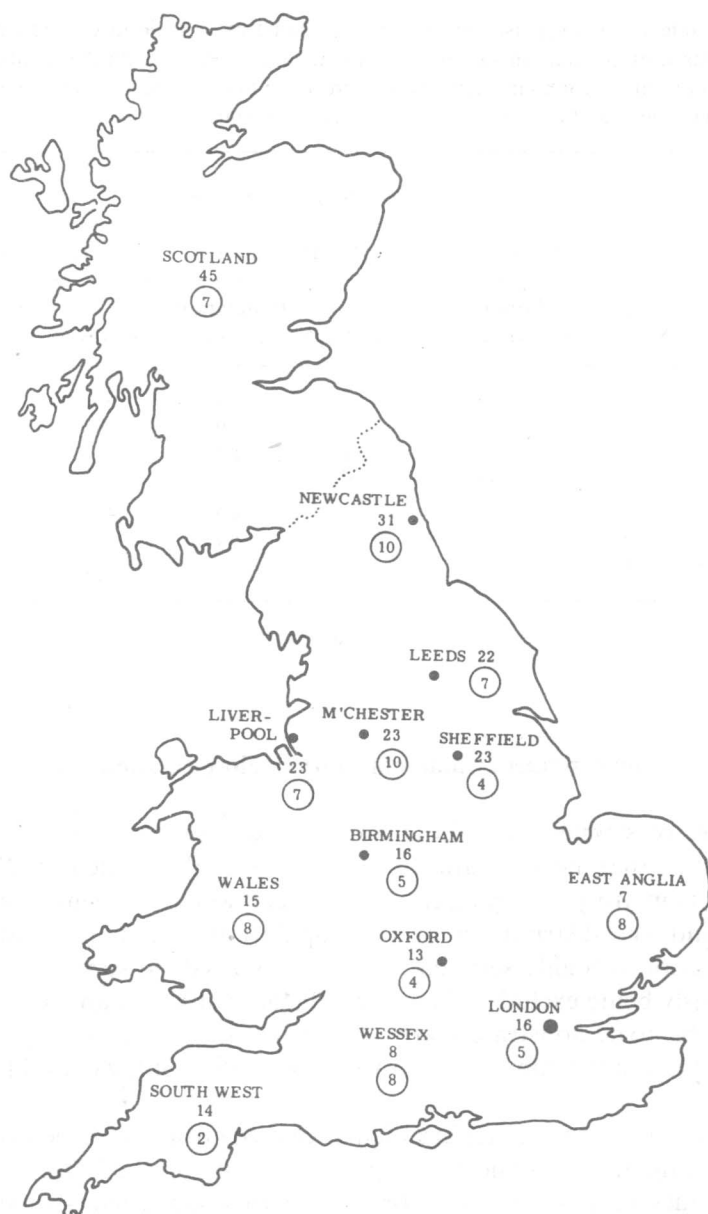 SCOTLAND
45
7
NEWCASTLE
31
10
LEEDS 22
7
LIVER-
POOL
23
7
M'CHESTER
23
10
SHEFFIELD
23
4
BIRMINGHAM
16
5
WALES
15
8
EAST ANGLIA
7
8
OXFORD
13
4
LONDON
16
5
WESSEX
8
8
SOUTH WEST
14
2